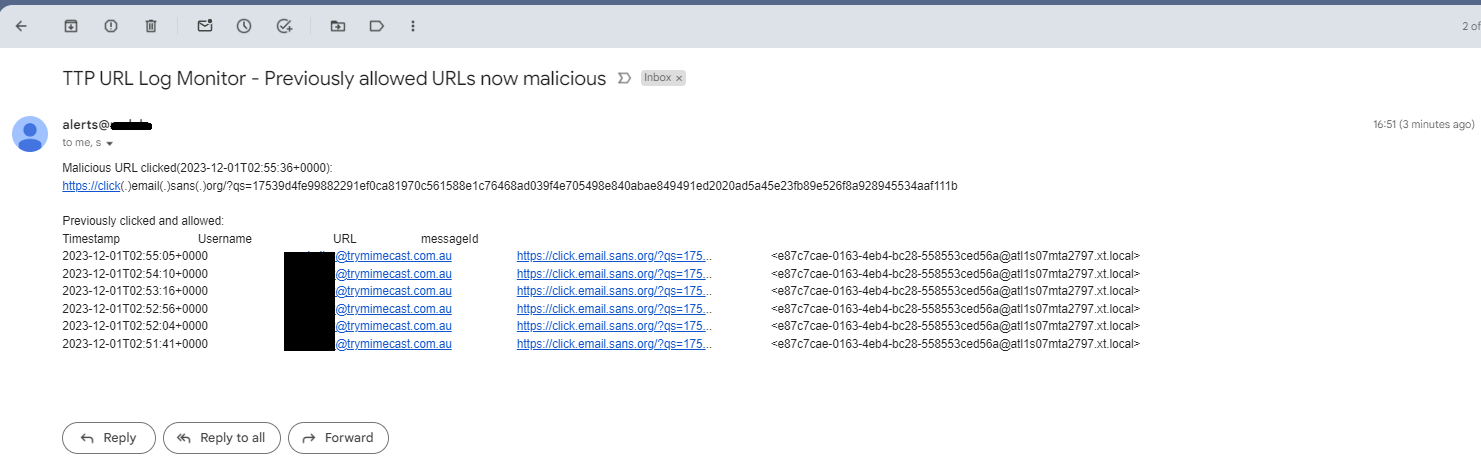 2 of
TTP URL Log Monitor - Previously allowed URLs now malicious Inbox ×
alerts@
16:51 (3 minutes ago)
to me, s
Malicious URL clicked(2023-12-01T02:55:36+0000):
https://click(.)email(.)sans(.)org/?qs=17539d4fe99882291ef0ca81970c561588e1c76468ad039f4e705498e840abae849491ed2020ad5a45e23fb89e526f8a928945534aaf111b
Previously clicked and allowed:
Timestamp Username URL messageId
2023-12-01T02:55:05+0000 @trymimecast.com.au https://click.email.sans.org/?qs=175... <e87c7cae-0163-4eb4-bc28-558553ced56a@atl1s07mta2797.xt.local>
2023-12-01T02:54:10+0000 @trymimecast.com.au https://click.email.sans.org/?qs=175... <e87c7cae-0163-4eb4-bc28-558553ced56a@atl1s07mta2797.xt.local>
2023-12-01T02:53:16+0000 @trymimecast.com.au https://click.email.sans.org/?qs=175... <e87c7cae-0163-4eb4-bc28-558553ced56a@atl1s07mta2797.xt.local>
2023-12-01T02:52:56+0000 @trymimecast.com.au https://click.email.sans.org/?qs=175... <e87c7cae-0163-4eb4-bc28-558553ced56a@atl1s07mta2797.xt.local>
2023-12-01T02:52:04+0000 @trymimecast.com.au https://click.email.sans.org/?qs=175... <e87c7cae-0163-4eb4-bc28-558553ced56a@atl1s07mta2797.xt.local>
2023-12-01T02:51:41+0000 @trymimecast.com.au https://click.email.sans.org/?qs=175... <e87c7cae-0163-4eb4-bc28-558553ced56a@atl1s07mta2797.xt.local>
Reply Reply to all Forward